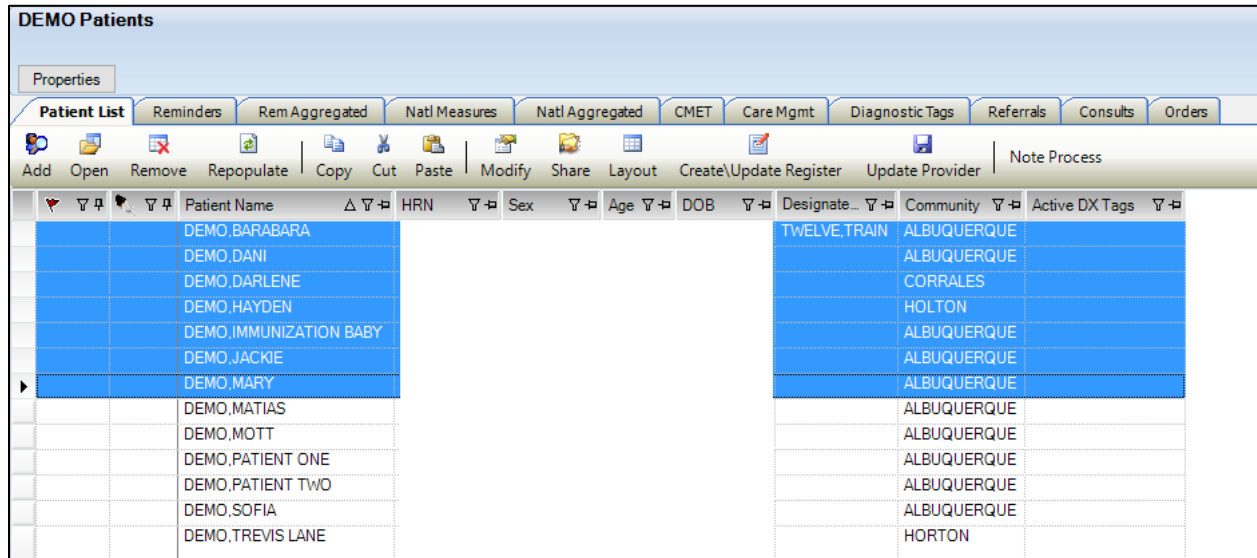 DEMO Patients
Properties
Patient List Reminders Rem Aggregated Natl Measures Natl Aggregated CMET Care Mgmt Diagnostic Tags Referrals Consults Orders
Add Open Remove Repopulate Copy Cut Paste Modify Share Layout Create\Update Register Update Provider Note Process
Patient Name HRN Sex Age DOB Designate... Community Active DX Tags
DEMO,BARABARA TWELVE,TRAIN ALBUQUERQUE
DEMO,DANI ALBUQUERQUE
DEMO,DARLENE CORRALES
DEMO,HAYDEN HOLTON
DEMO,IMMUNIZATION BABY ALBUQUERQUE
DEMO,JACKIE ALBUQUERQUE
DEMO,MARY ALBUQUERQUE
DEMO,MATIAS ALBUQUERQUE
DEMO,MOTT ALBUQUERQUE
DEMO,PATIENT ONE ALBUQUERQUE
DEMO,PATIENT TWO ALBUQUERQUE
DEMO,SOFIA ALBUQUERQUE
DEMO,TREVIS LANE HORTON